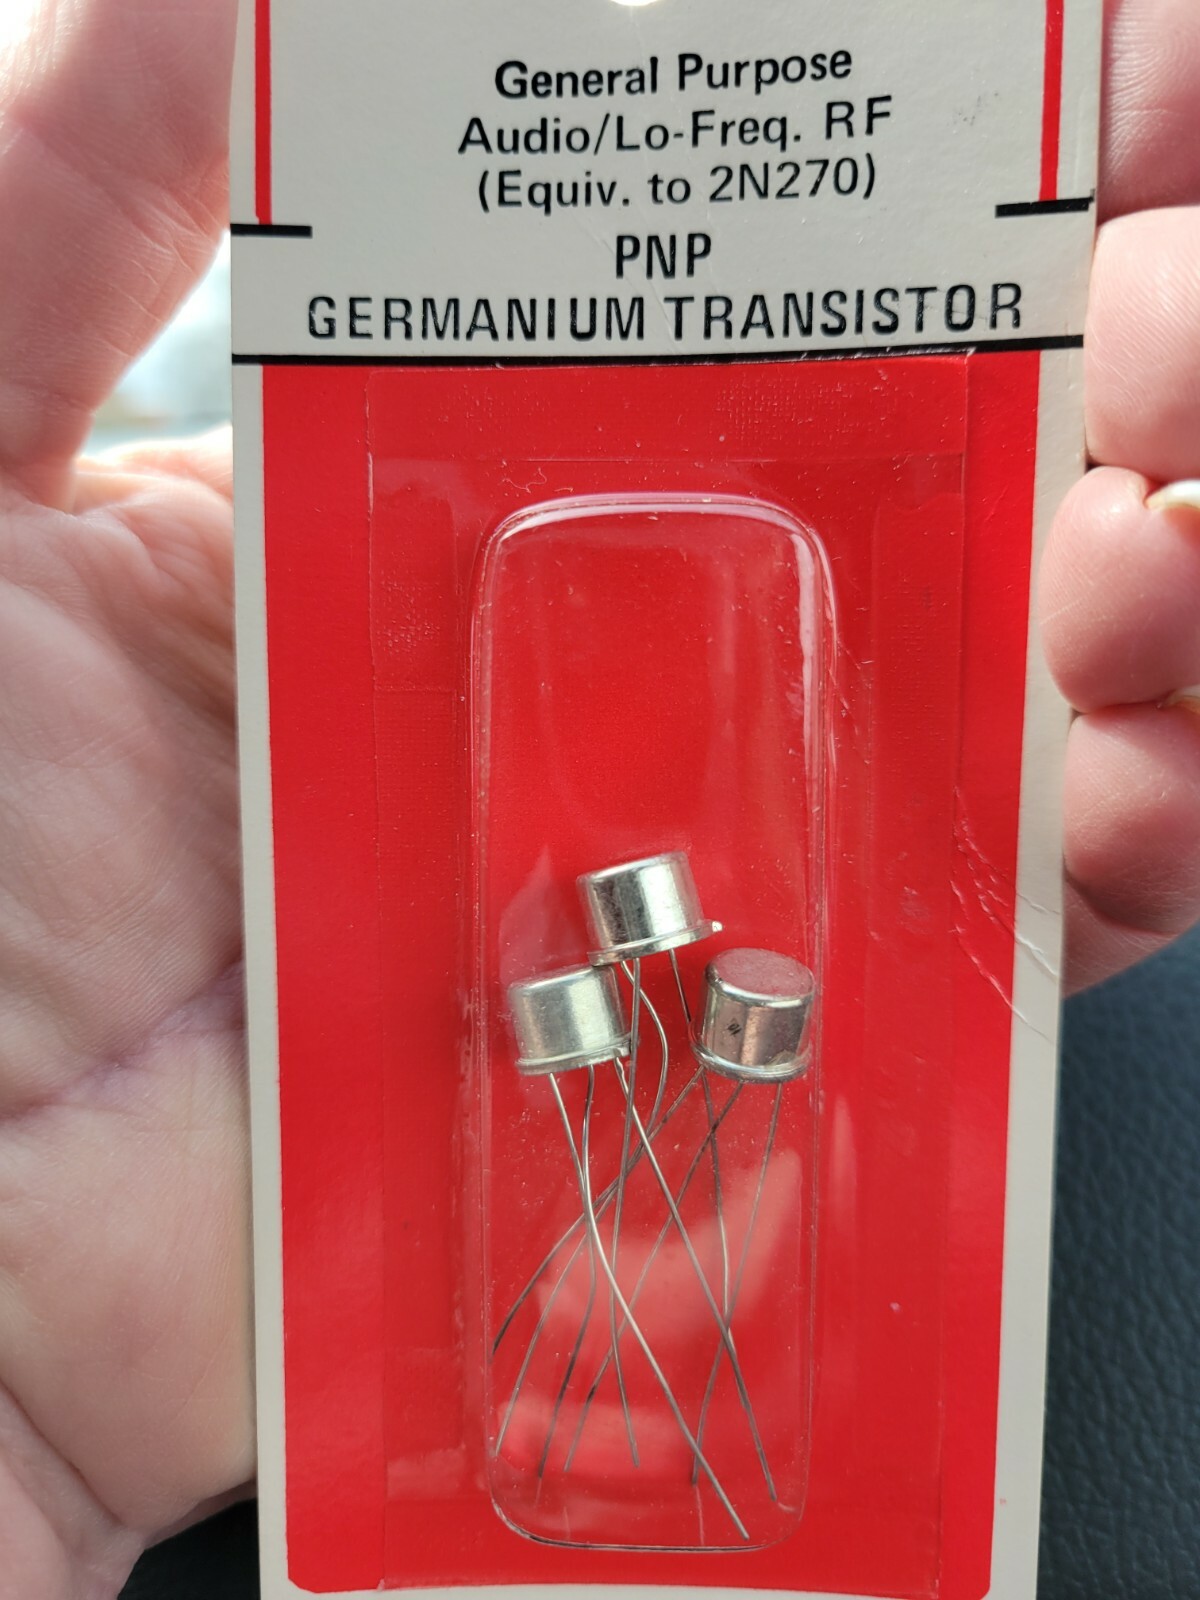 General Purpose
Audio/Lo-Freq. RF
(Equiv. to 2N270)
PNP
GERMANIUM TRANSISTOR